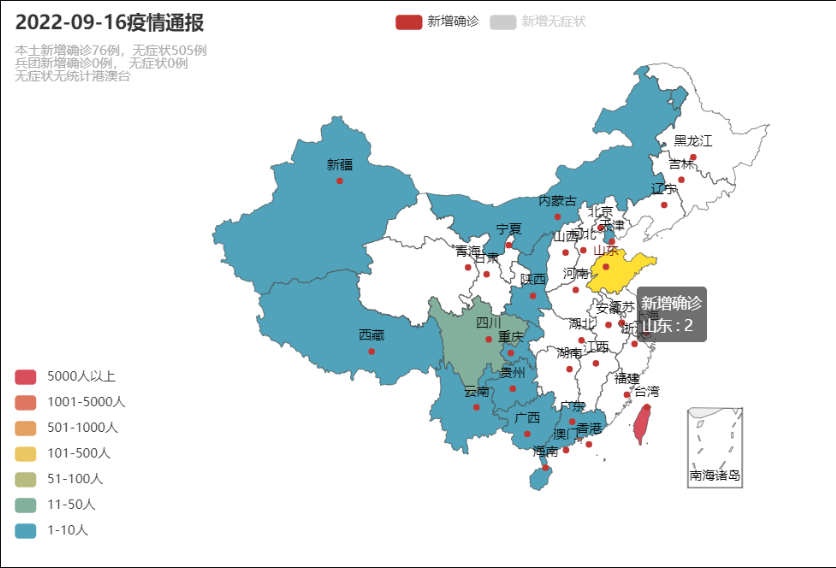 2022-09-16疫情通报
新增确诊
新增无症状
本土新增确诊76例，无症状505例
兵团新增确诊0例， 无症状0例
无症状无统计港澳台
黑龙江
吉林
新疆
辽宁
内蒙古
北京
天津
宁夏
山西
河北
山东
青海
甘肃
陕西
河南
新增确诊
山东 : 2
安徽
江苏
四川
湖北
浙江
西藏
重庆
湖南
江西
贵州
福建
5000人以上
台湾
云南
1001-5000人
广东
广西
501-1000人
澳门
香港
101-500人
海南
南海诸岛
51-100人
11-50人
1-10人